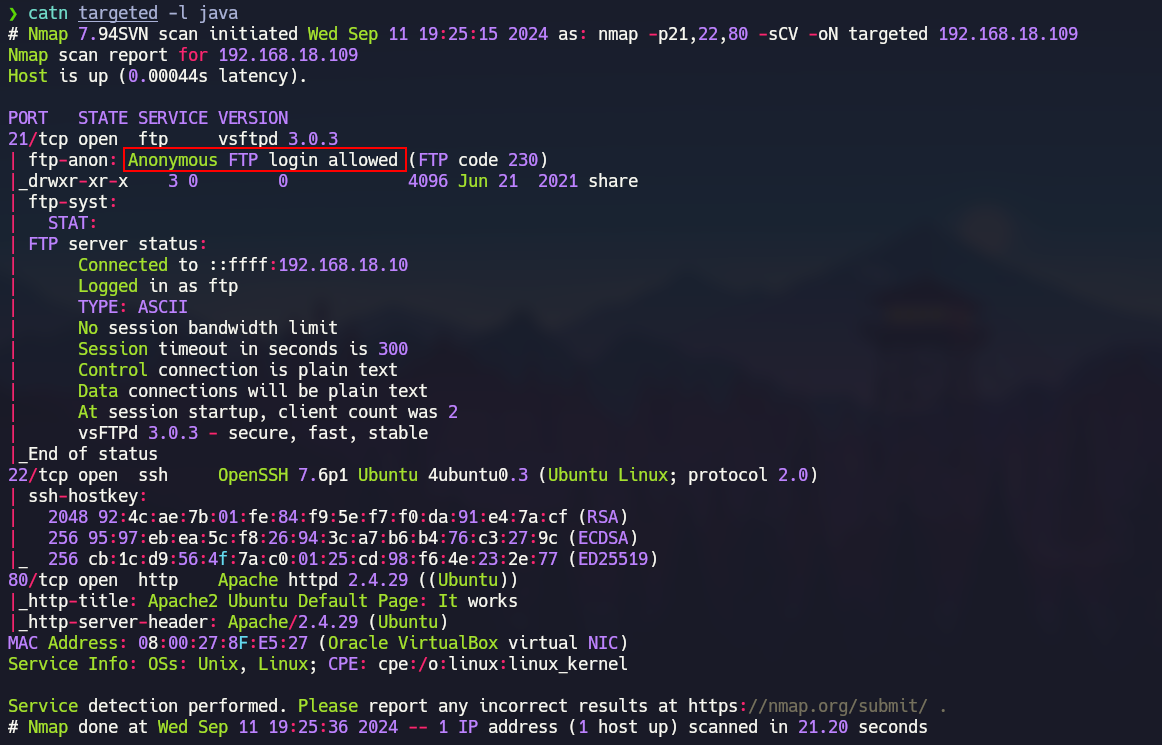 ❯ catn targeted -l java
# Nmap 7.94SVN scan initiated Wed Sep 11 19:25:15 2024 as: nmap -p21,22,80 -sCV -oN targeted 192.168.18.109
Nmap scan report for 192.168.18.109
Host is up (0.00044s latency).
PORT   STATE SERVICE VERSION
21/tcp open  ftp     vsftpd 3.0.3
| ftp-anon: Anonymous FTP login allowed (FTP code 230)
|_drwxr-xr-x    3 0        0            4096 Jun 21  2021 share
| ftp-syst:
|   STAT:
| FTP server status:
|      Connected to ::ffff:192.168.18.10
|      Logged in as ftp
|      TYPE: ASCII
|      No session bandwidth limit
|      Session timeout in seconds is 300
|      Control connection is plain text
|      Data connections will be plain text
|      At session startup, client count was 2
|      vsFTPd 3.0.3 - secure, fast, stable
|_End of status
22/tcp open  ssh     OpenSSH 7.6p1 Ubuntu 4ubuntu0.3 (Ubuntu Linux; protocol 2.0)
| ssh-hostkey:
|   2048 92:4c:ae:7b:01:fe:84:f9:5e:f7:f0:da:91:e4:7a:cf (RSA)
|   256 95:97:eb:ea:5c:f8:26:94:3c:a7:b6:b4:76:c3:27:9c (ECDSA)
|_  256 cb:1c:d9:56:4f:7a:c0:01:25:cd:98:f6:4e:23:2e:77 (ED25519)
80/tcp open  http    Apache httpd 2.4.29 ((Ubuntu))
|_http-title: Apache2 Ubuntu Default Page: It works
|_http-server-header: Apache/2.4.29 (Ubuntu)
MAC Address: 08:00:27:8F:E5:27 (Oracle VirtualBox virtual NIC)
Service Info: OSs: Unix, Linux; CPE: cpe:/o:linux:linux_kernel
Service detection performed. Please report any incorrect results at https://nmap.org/submit/ .
# Nmap done at Wed Sep 11 19:25:36 2024 -- 1 IP address (1 host up) scanned in 21.20 seconds